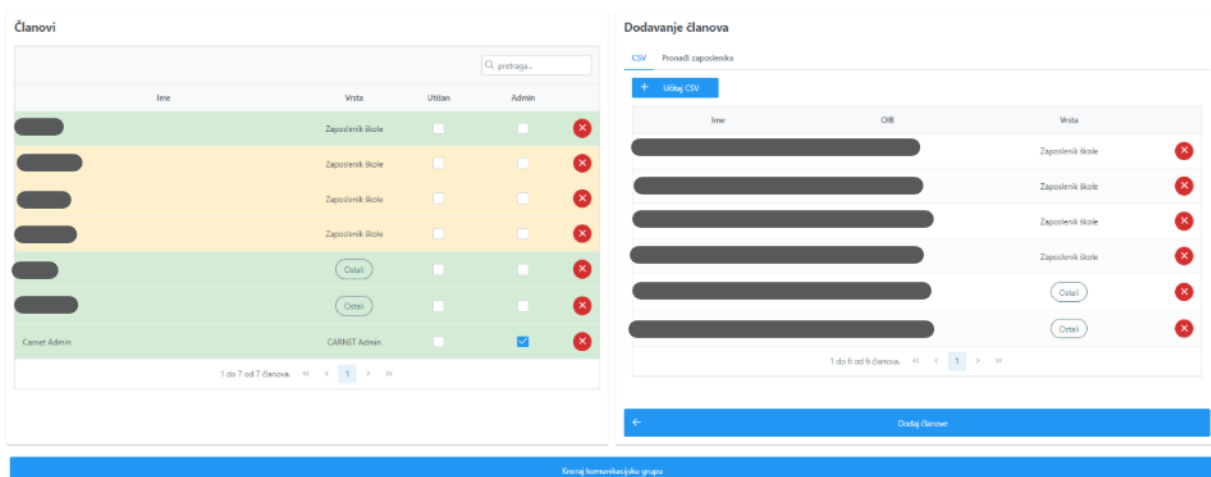 Članovi
pretraga...
Ime Vrsta Utišan Admin
Zaposlenik škole
Zaposlenik škole
Zaposlenik škole
Zaposlenik škole
Ostali
Ostali
Carnet Admin CARNET Admin
1 do 7 od 7 članova. « < 1 > »
Dodavanje članova
CSV Pronađi zaposlenika
+ Učitaj CSV
Ime OIB Vrsta
Zaposlenik škole
Zaposlenik škole
Zaposlenik škole
Zaposlenik škole
Ostali
Ostali
1 do 6 od 6 članova. « < 1 > »
Dodaj članove
Kreiraj komunikacijsku grupu